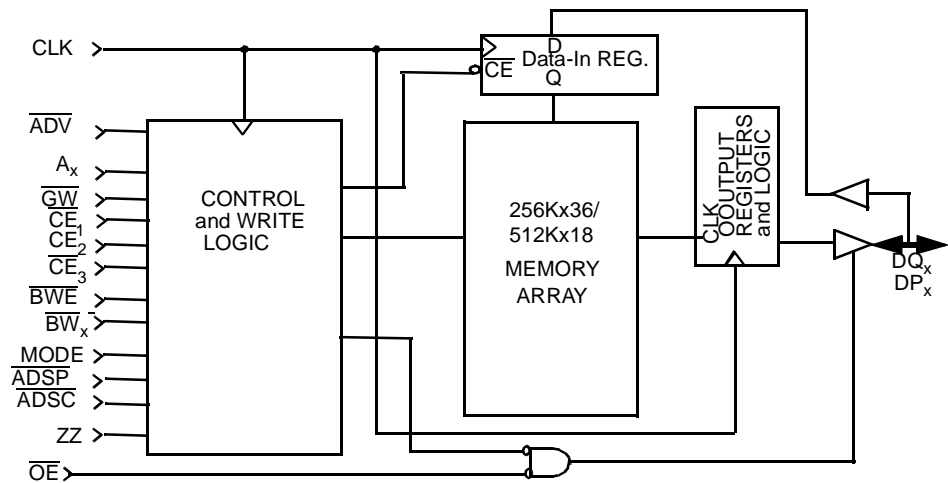 CLK
ADV
Ax
GW
CE1
CE2
CE3
BWE
BWx
MODE
ADSP
ADSC
ZZ
OE
CONTROL
and WRITE
LOGIC
D
CE Data-In REG.
Q
256Kx36/
512Kx18
MEMORY
ARRAY
CLK
OUTPUT
REGISTERS
and LOGIC
DQx
DPx